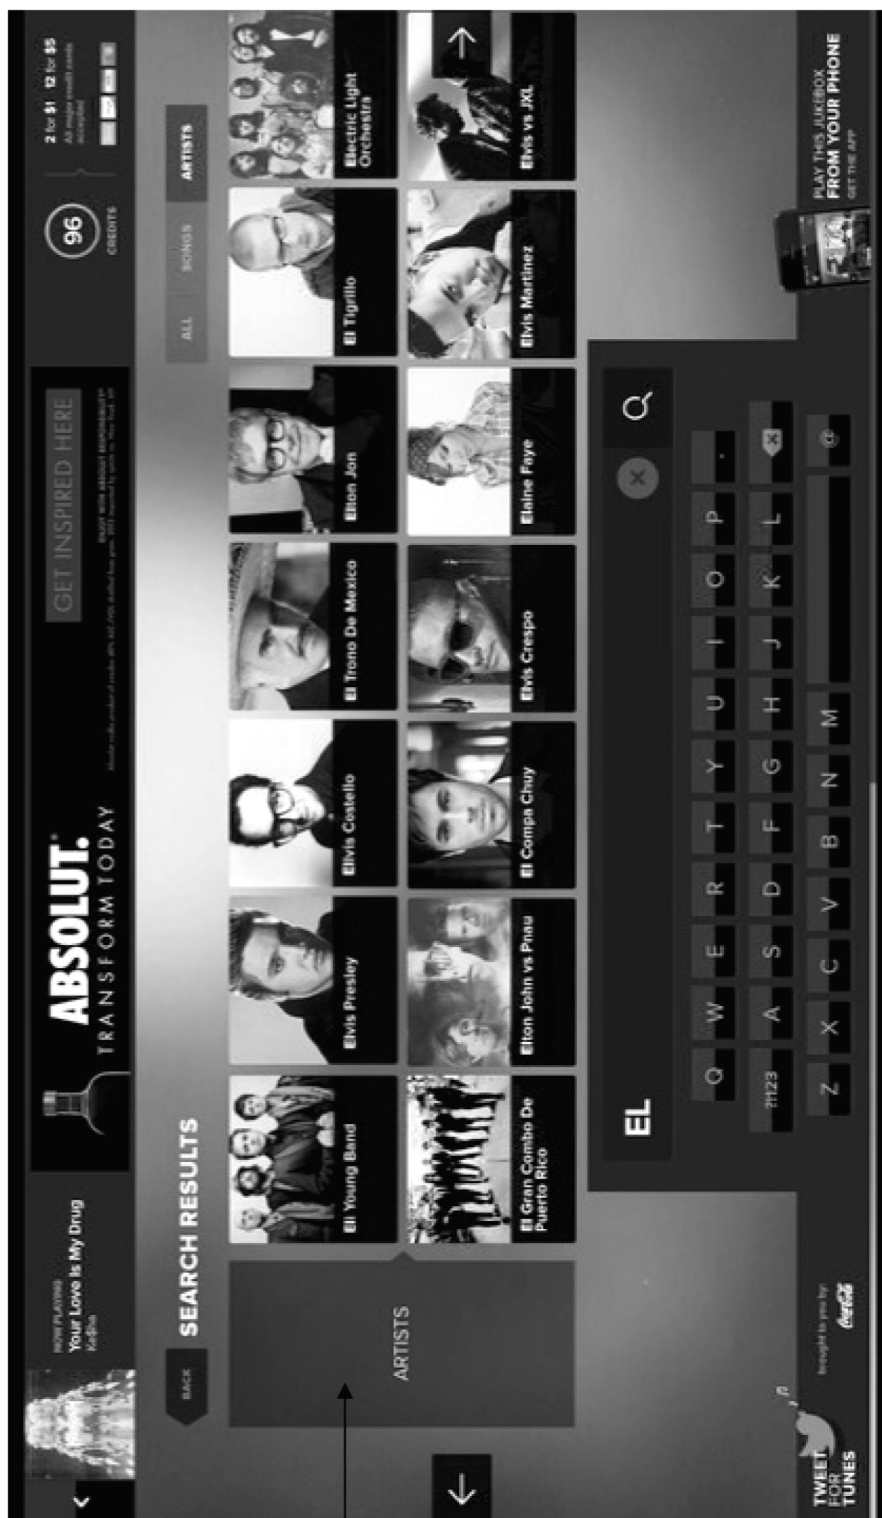 NOW PLAYING
Your Love Is My Drug
Ke$ha
ABSOLUT.
TRANSFORM TODAY
GET INSPIRED HERE
ENJOY WITH ABSOLUT RESPONSIBILITY®
96
CREDITS
2 for $1 12 for $5
All major credit cards
accepted
BACK
SEARCH RESULTS
ALL
SONGS
ARTISTS
ARTISTS
Eli Young Band
Elvis Presley
Elvis Costello
El Trono De Mexico
Elton Jon
El Tigrillo
Electric Light
Orchestra
El Gran Combo De
Puerto Rico
Elton John vs Pnau
El Compa Chuy
Elvis Crespo
Elaine Faye
Elvis Martinez
Elvis vs JXL
EL
Q W E R T Y U I O P
?!123 A S D F G H J K L
Z X C V B N M @
TWEET
FOR
TUNES
brought to you by:
Coca-Cola
PLAY THIS JUKEBOX
FROM YOUR PHONE
GET THE APP